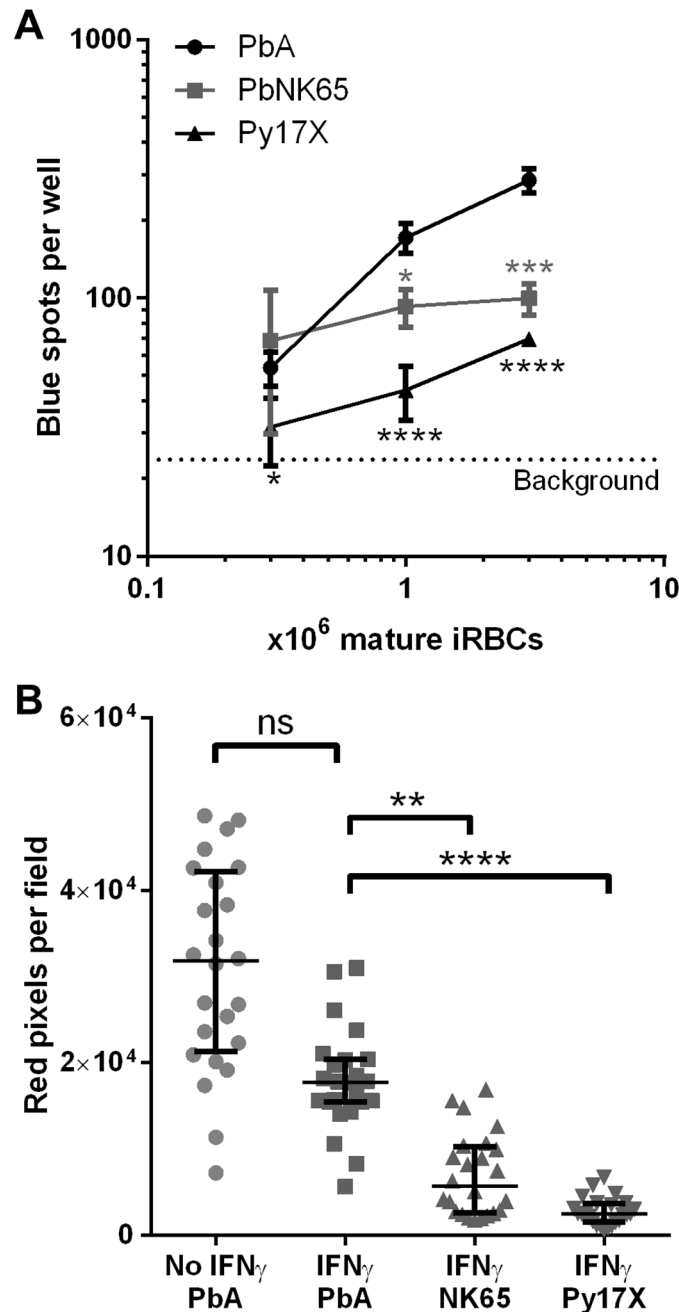 A
1000
PbA
PbNK65
Py17X
Blue spots per well
100
*
***
****
****
*
Background
10
0.1
1
10
x10⁶ mature iRBCs
B
6×10⁴
ns
**
****
4×10⁴
Red pixels per field
2×10⁴
0
No IFNγ IFNγ IFNγ IFNγ
PbA PbA NK65 Py17X